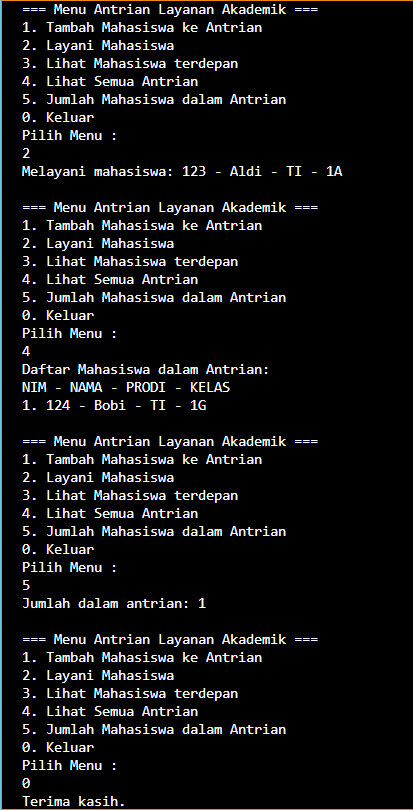 === Menu Antrian Layanan Akademik ===
1. Tambah Mahasiswa ke Antrian
2. Layani Mahasiswa
3. Lihat Mahasiswa terdepan
4. Lihat Semua Antrian
5. Jumlah Mahasiswa dalam Antrian
0. Keluar
Pilih Menu :
2
Melayani mahasiswa: 123 - Aldi - TI - 1A
=== Menu Antrian Layanan Akademik ===
1. Tambah Mahasiswa ke Antrian
2. Layani Mahasiswa
3. Lihat Mahasiswa terdepan
4. Lihat Semua Antrian
5. Jumlah Mahasiswa dalam Antrian
0. Keluar
Pilih Menu :
4
Daftar Mahasiswa dalam Antrian:
NIM - NAMA - PRODI - KELAS
1. 124 - Bobi - TI - 1G
=== Menu Antrian Layanan Akademik ===
1. Tambah Mahasiswa ke Antrian
2. Layani Mahasiswa
3. Lihat Mahasiswa terdepan
4. Lihat Semua Antrian
5. Jumlah Mahasiswa dalam Antrian
0. Keluar
Pilih Menu :
5
Jumlah dalam antrian: 1
=== Menu Antrian Layanan Akademik ===
1. Tambah Mahasiswa ke Antrian
2. Layani Mahasiswa
3. Lihat Mahasiswa terdepan
4. Lihat Semua Antrian
5. Jumlah Mahasiswa dalam Antrian
0. Keluar
Pilih Menu :
0
Terima kasih.